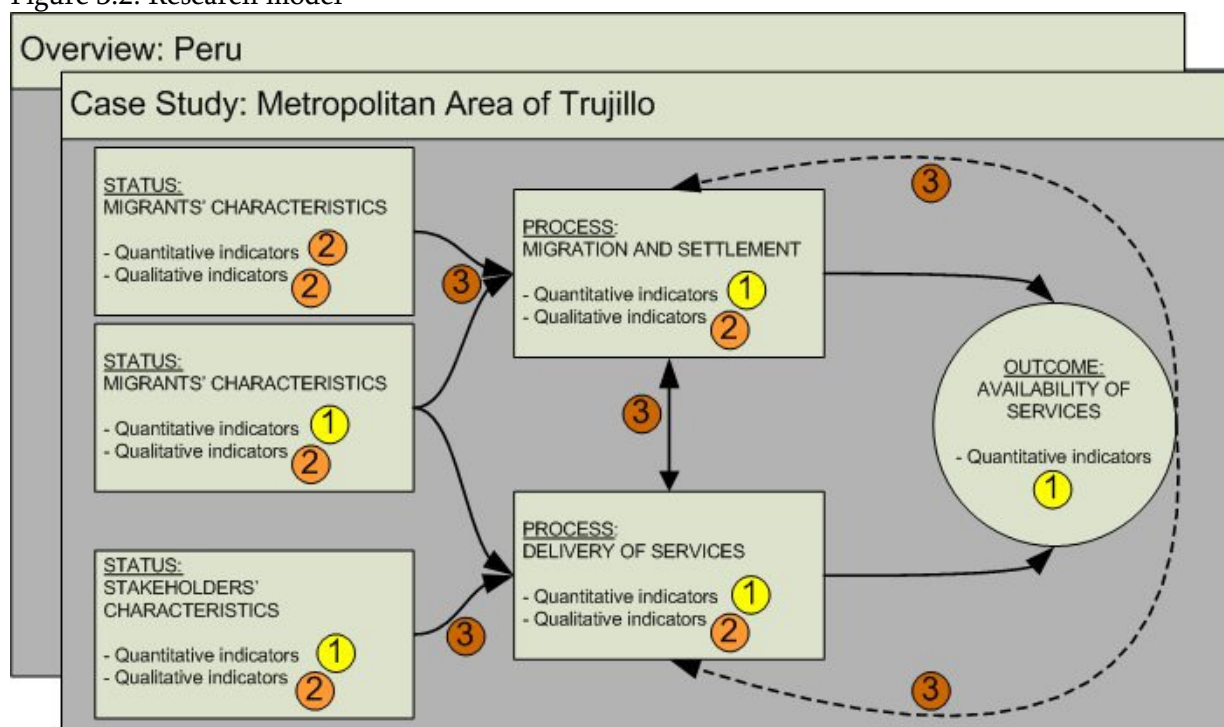 Figure 3.2: Research model
Overview: Peru
Case Study: Metropolitan Area of Trujillo
STATUS:
MIGRANTS' CHARACTERISTICS
- Quantitative indicators 2
- Qualitative indicators 2
3
STATUS:
MIGRANTS' CHARACTERISTICS
- Quantitative indicators 1
- Qualitative indicators 2
STATUS:
STAKEHOLDERS'
CHARACTERISTICS
- Quantitative indicators 1
- Qualitative indicators 2
3
PROCESS:
MIGRATION AND SETTLEMENT
- Quantitative indicators 1
- Qualitative indicators 2
3
PROCESS:
DELIVERY OF SERVICES
- Quantitative indicators 1
- Qualitative indicators 2
3
OUTCOME:
AVAILABILITY OF
SERVICES
- Quantitative indicators
1
3